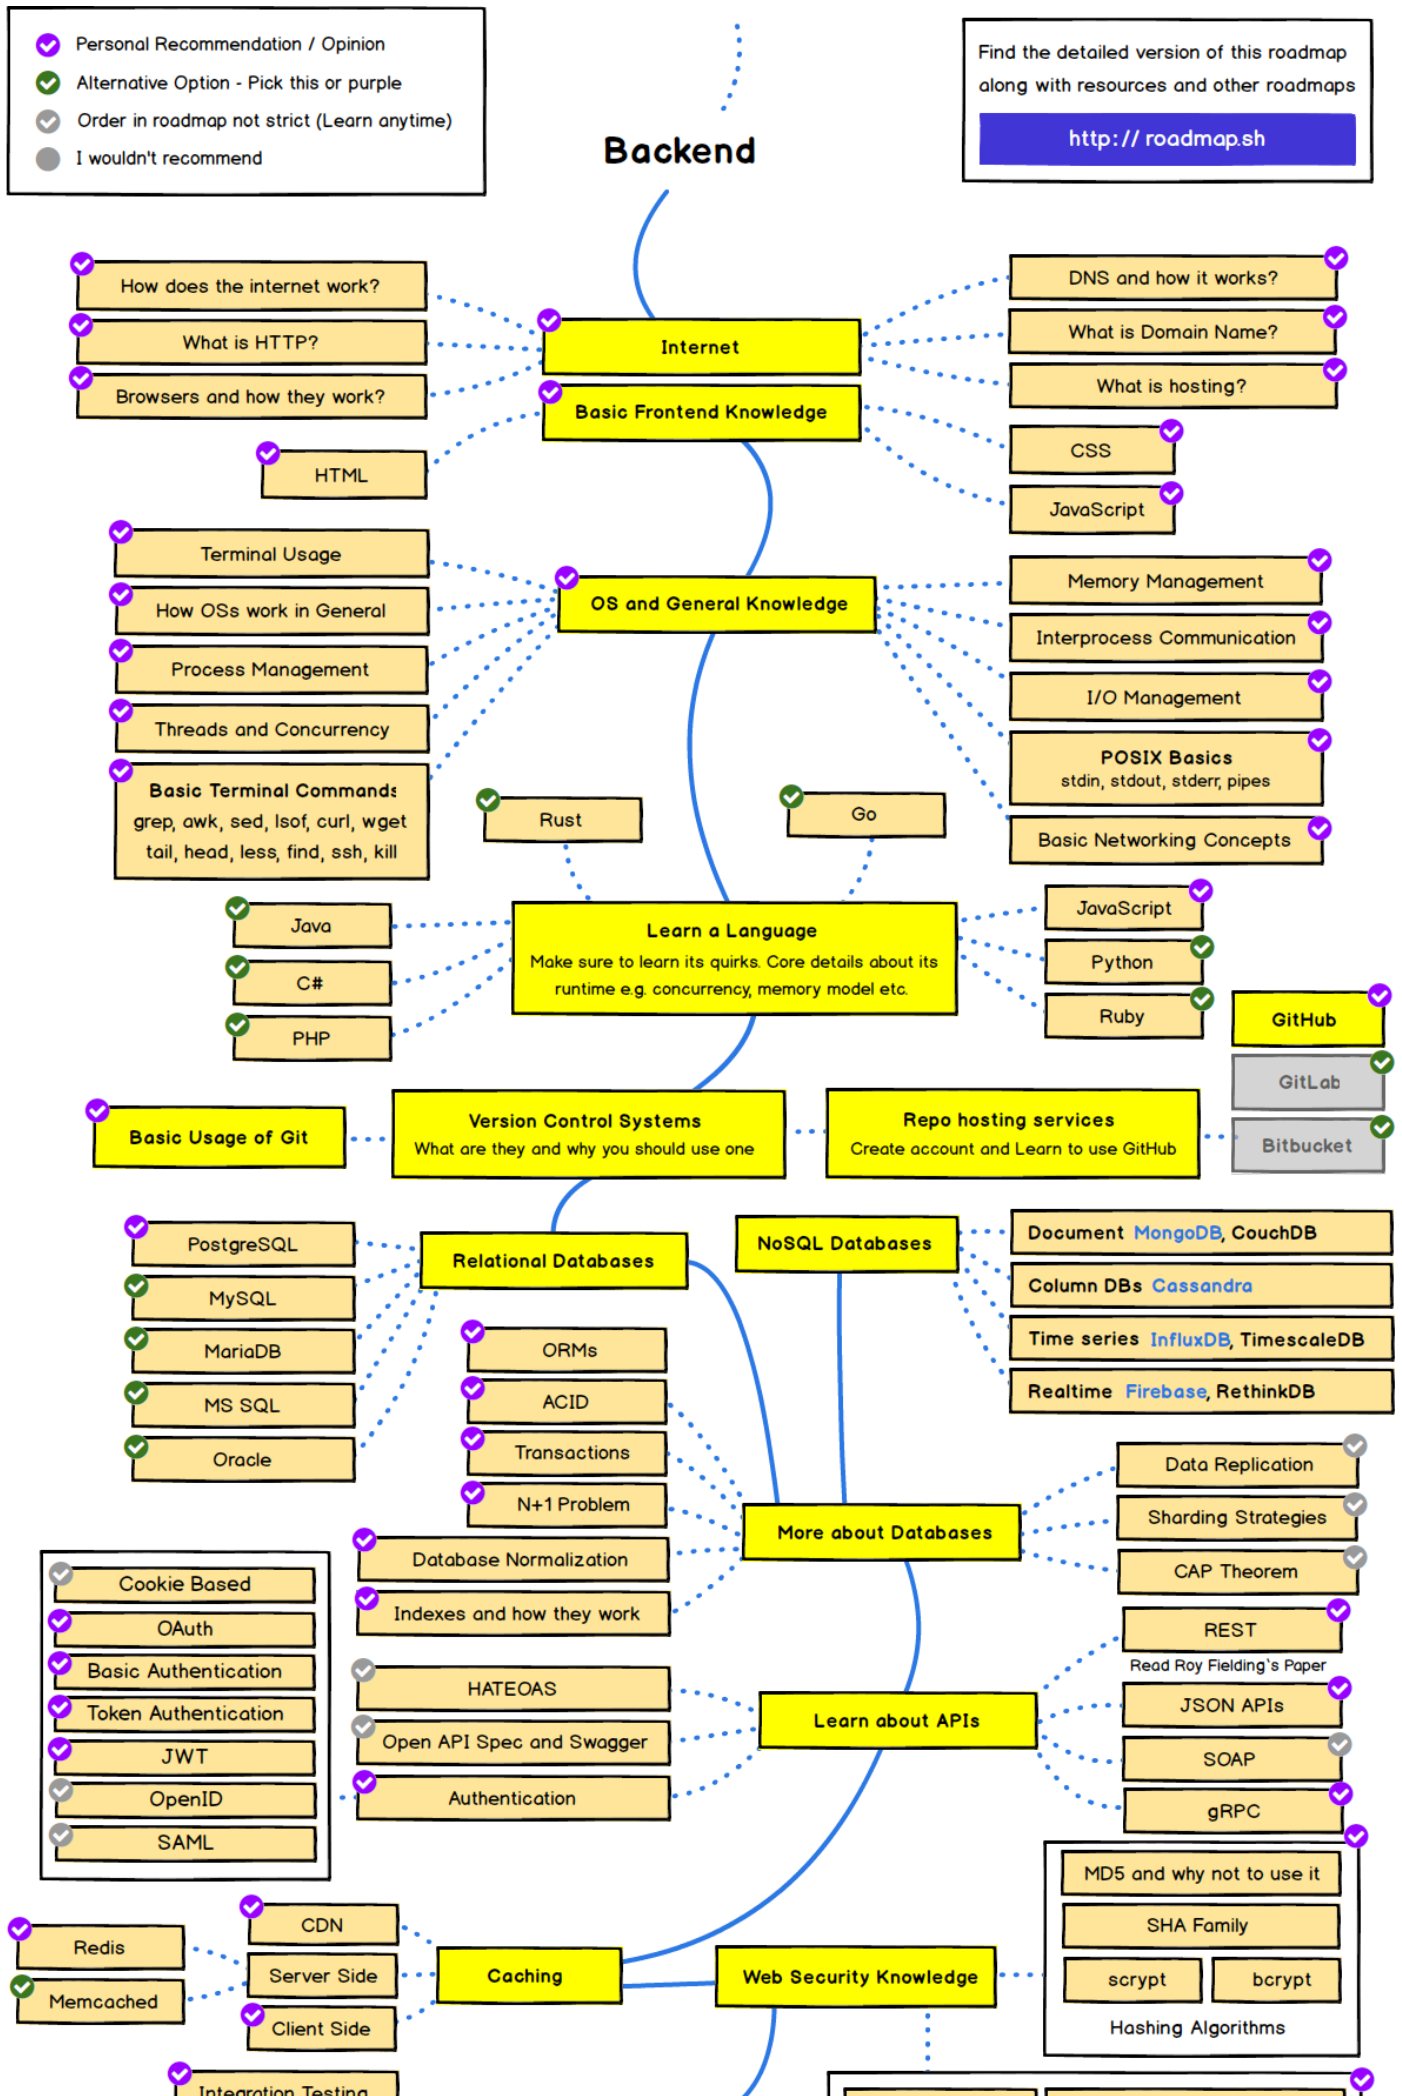 Personal Recommendation / Opinion
Alternative Option - Pick this or purple
Order in roadmap not strict (Learn anytime)
I wouldn't recommend
Find the detailed version of this roadmap
along with resources and other roadmaps
http:// roadmap.sh
Backend
How does the internet work?
What is HTTP?
Browsers and how they work?
Internet
DNS and how it works?
What is Domain Name?
What is hosting?
Basic Frontend Knowledge
HTML
CSS
JavaScript
Terminal Usage
How OSs work in General
Process Management
Threads and Concurrency
Basic Terminal Commands
grep, awk, sed, lsof, curl, wget
tail, head, less, find, ssh, kill
OS and General Knowledge
Memory Management
Interprocess Communication
I/O Management
POSIX Basics
stdin, stdout, stderr, pipes
Basic Networking Concepts
Rust
Go
Java
C#
PHP
Learn a Language
Make sure to learn its quirks. Core details about its
runtime e.g. concurrency, memory model etc.
JavaScript
Python
Ruby
GitHub
GitLab
Bitbucket
Basic Usage of Git
Version Control Systems
What are they and why you should use one
Repo hosting services
Create account and Learn to use GitHub
PostgreSQL
MySQL
MariaDB
MS SQL
Oracle
Relational Databases
NoSQL Databases
Document MongoDB, CouchDB
Column DBs Cassandra
Time series InfluxDB, TimescaleDB
Realtime Firebase, RethinkDB
ORMs
ACID
Transactions
N+1 Problem
Database Normalization
Indexes and how they work
More about Databases
Data Replication
Sharding Strategies
CAP Theorem
Cookie Based
OAuth
Basic Authentication
Token Authentication
JWT
OpenID
SAML
HATEOAS
Open API Spec and Swagger
Authentication
Learn about APIs
REST
Read Roy Fielding's Paper
JSON APIs
SOAP
gRPC
Redis
Memcached
CDN
Server Side
Client Side
Caching
Web Security Knowledge
MD5 and why not to use it
SHA Family
scrypt
bcrypt
Hashing Algorithms
Integration Testing